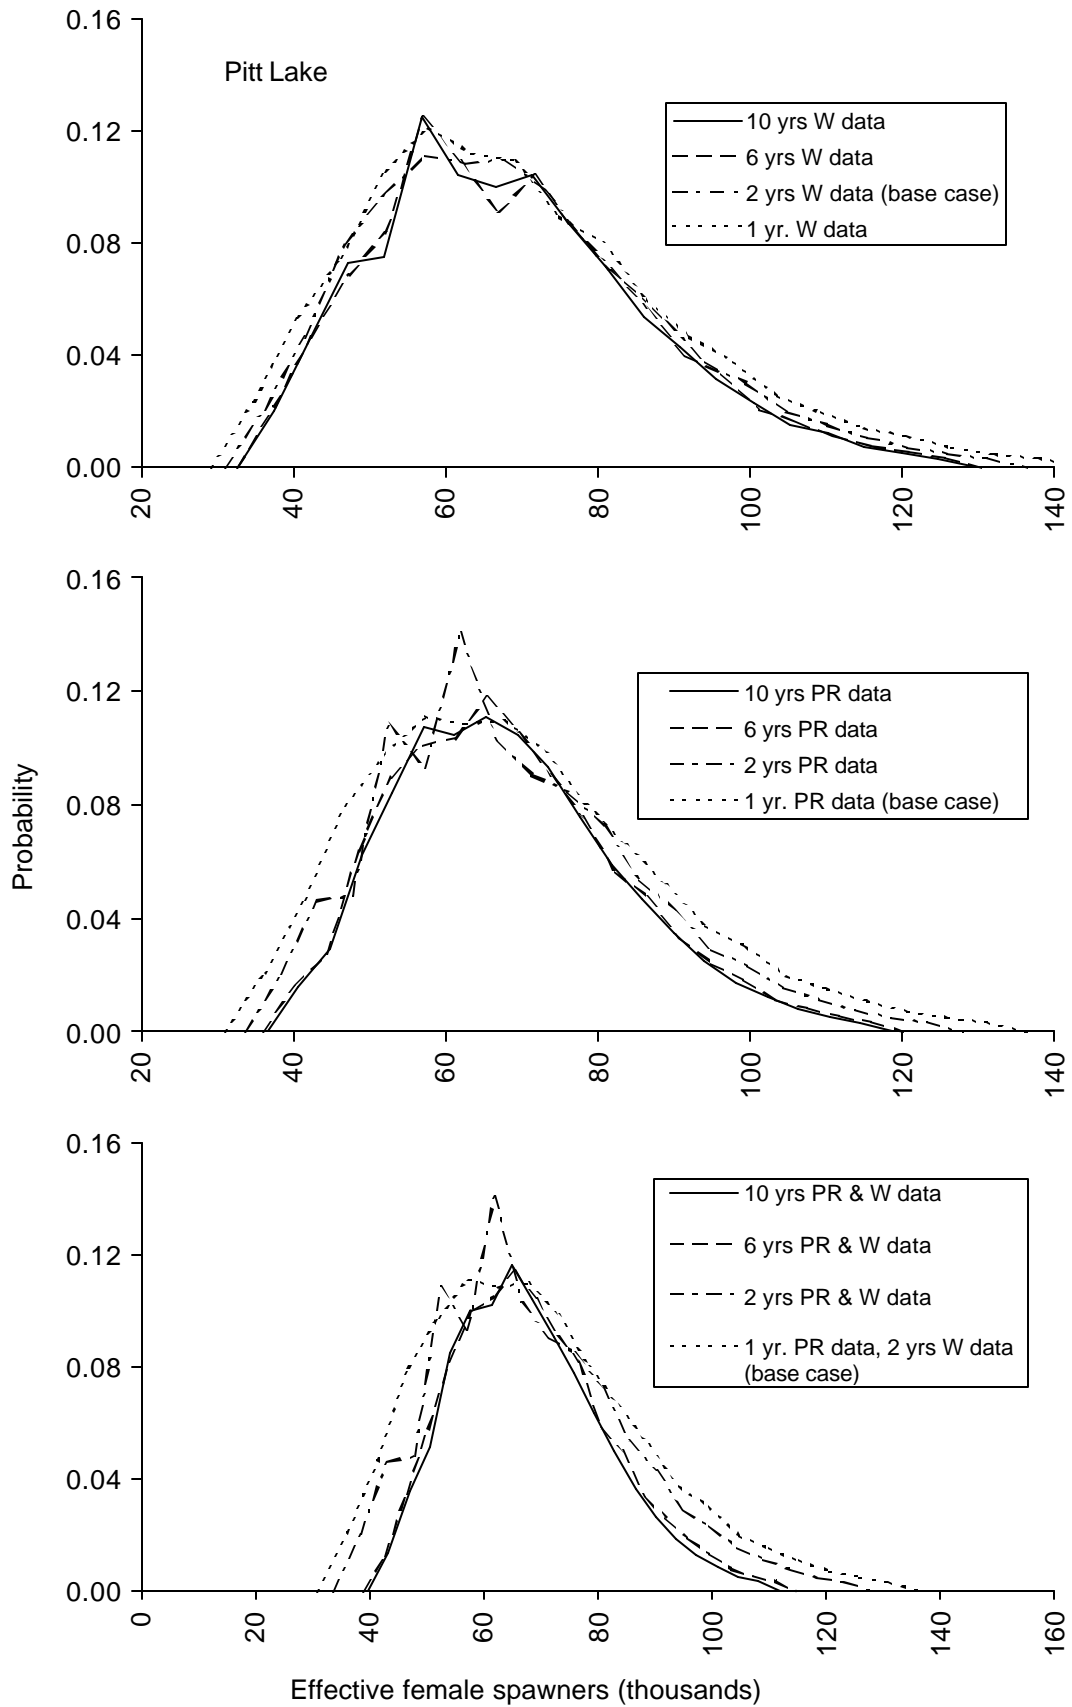 Pitt Lake
0.16
0.12
0.08
0.04
0.00
20
40
60
80
100
120
140
10 yrs W data
6 yrs W data
2 yrs W data (base case)
1 yr. W data
Probability
0.16
0.12
0.08
0.04
0.00
20
40
60
80
100
120
140
10 yrs PR data
6 yrs PR data
2 yrs PR data
1 yr. PR data (base case)
0.16
0.12
0.08
0.04
0.00
0
20
40
60
80
100
120
140
160
10 yrs PR & W data
6 yrs PR & W data
2 yrs PR & W data
1 yr. PR data, 2 yrs W data
(base case)
Effective female spawners (thousands)